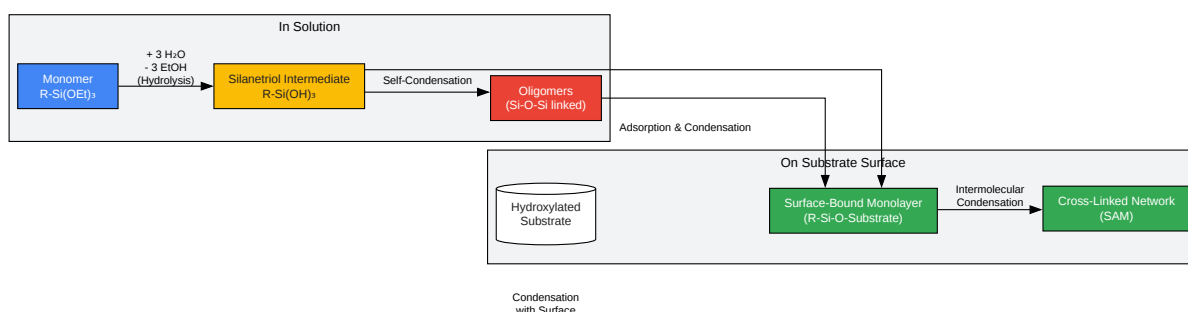 In Solution
+ 3 H₂O
- 3 EtOH
(Hydrolysis)
Monomer
R-Si(OEt)₃
Silanetriol Intermediate
R-Si(OH)₃
Self-Condensation
Oligomers
(Si-O-Si linked)
Adsorption & Condensation
On Substrate Surface
Hydroxylated
Substrate
Surface-Bound Monolayer
(R-Si-O-Substrate)
Intermolecular
Condensation
Cross-Linked Network
(SAM)
Condensation
with Surface